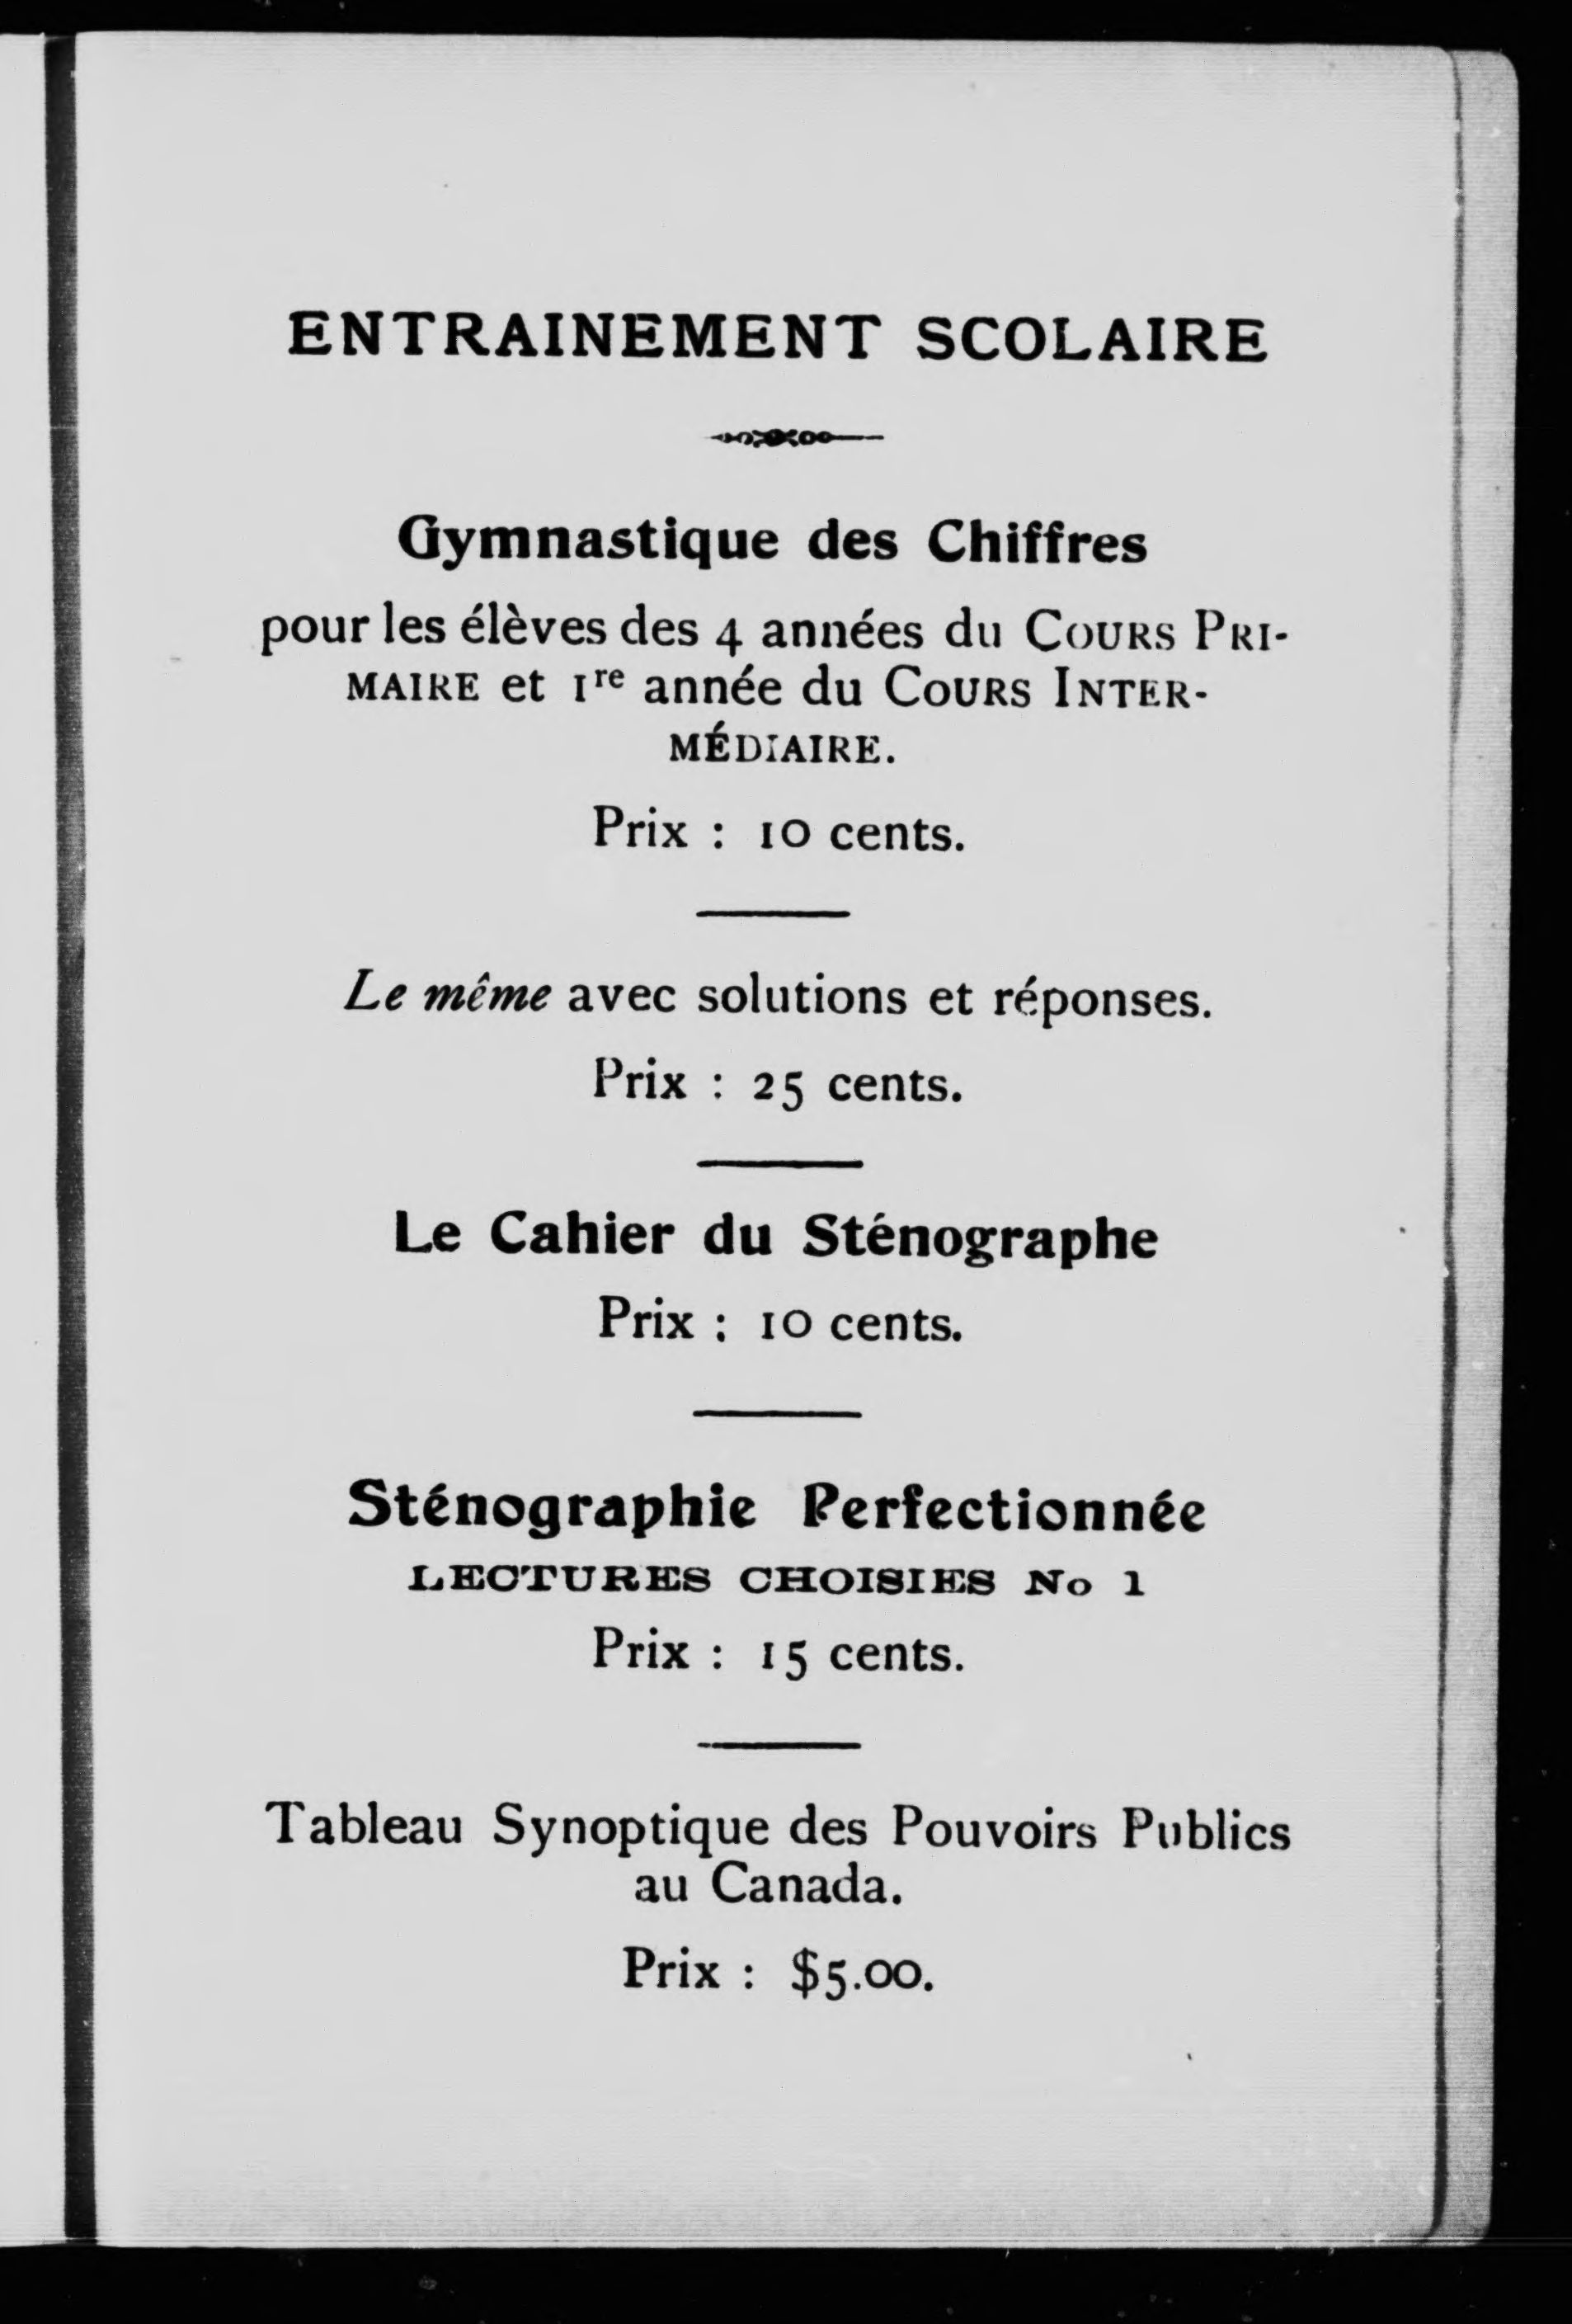 ENTRAINEMENT SCOLAIRE
Gymnastique des Chiffres
pour les élèves des 4 années du COURS PRI-
MAIRE et 1re année du COURS INTER-
MÉDIAIRE.
Prix : 10 cents.
Le même avec solutions et réponses.
Prix : 25 cents.
Le Cahier du Sténographe
Prix : 10 cents.
Sténographie Perfectionnée
LECTURES CHOISIES No 1
Prix : 15 cents.
Tableau Synoptique des Pouvoirs Publics
au Canada.
Prix : $5.00.